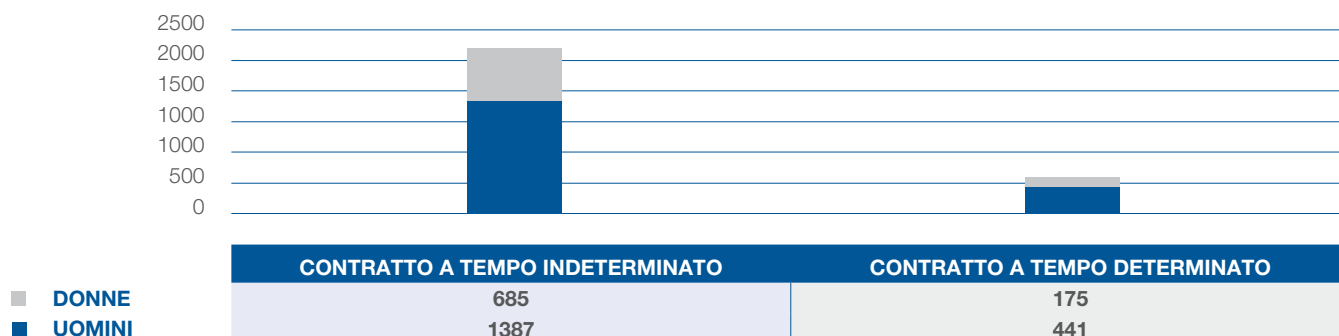 2500
2000
1500
1000
1000
500
0
CONTRATTO A TEMPO INDETERMINATO CONTRATTO A TEMPO DETERMINATO
DONNE 685 175
UOMINI 1387 441